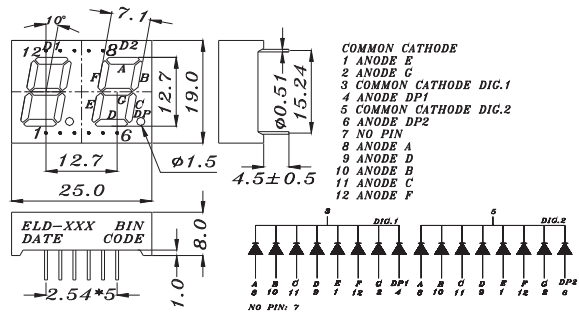 10°
7.1
12 D1 8 D2
A
F B
G
E C
D DP
1 6
12.7
19.0
12.7
Ø1.5
25.0
Ø0.51
15.24
4.5±0.5
COMMON CATHODE
1 ANODE E
2 ANODE G
3 COMMON CATHODE DIG.1
4 ANODE DP1
5 COMMON CATHODE DIG.2
6 ANODE DP2
7 NO PIN
8 ANODE A
9 ANODE D
10 ANODE B
11 ANODE C
12 ANODE F
ELD-XXX BIN
DATE CODE
8.0
2.54*5
1.0
3 5
DIG.1 DIG.2
A B C D E F G DP1 A B C D E F G DP2
8 10 11 9 1 12 2 4 8 10 11 9 1 12 2 6
NO PIN: 7